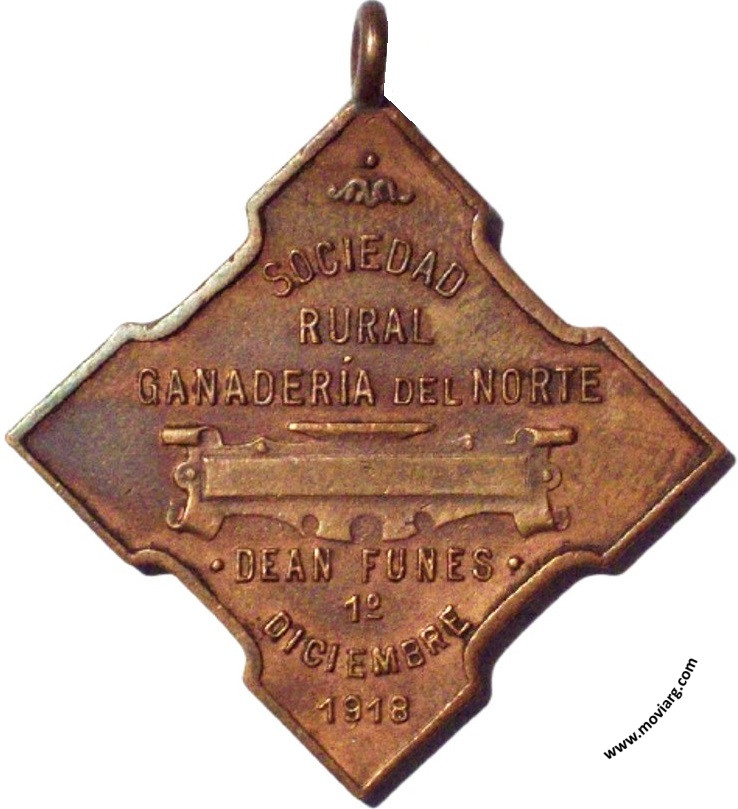 SOCIEDAD
RURAL
GANADERÍA DEL NORTE
· DEAN FUNES ·
1º
DICIEMBRE
1918
www.moviarg.com